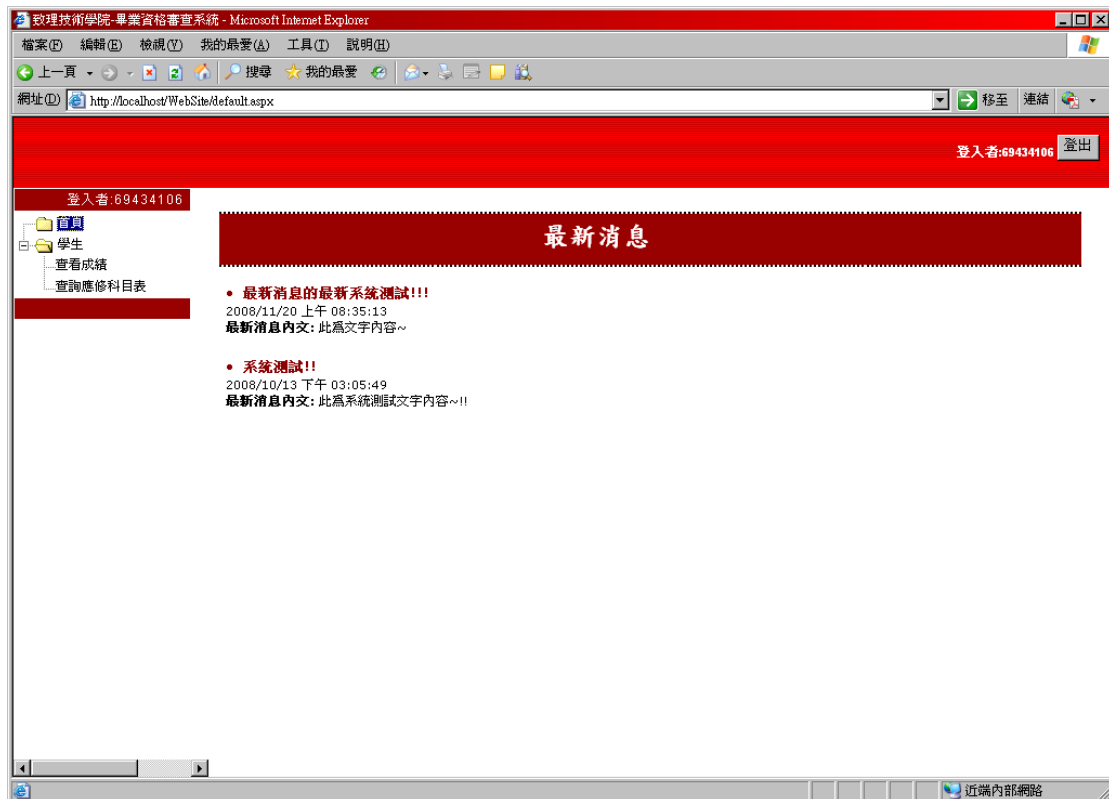 致理技術學院-畢業資格審查系統 - Microsoft Internet Explorer
檔案(F) 編輯(E) 檢視(V) 我的最愛(A) 工具(T) 說明(H)
上一頁 搜尋 我的最愛
網址(D) http://localhost/WebSite/default.aspx 移至 連結
登入者:69434106 登出
登入者:69434106
首頁
學生
查看成績
查詢應修科目表
最新消息
• 最新消息的最新系統測試!!!
2008/11/20 上午 08:35:13
最新消息內文: 此為文字內容~
• 系統測試!!
2008/10/13 下午 03:05:49
最新消息內文: 此為系統測試文字內容~!!
近端內部網路